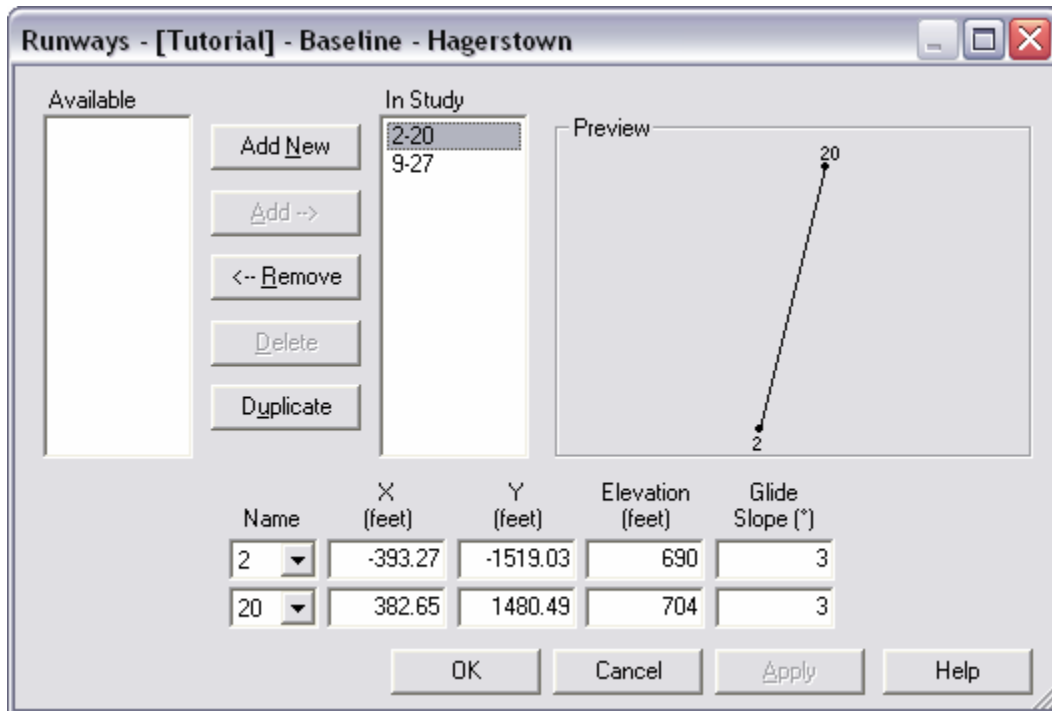 Runways - [Tutorial] - Baseline - Hagerstown
Available
In Study
Add New
Add -->
<-- Remove
Delete
Duplicate
2-20
9-27
Preview
20
2
Name
X
(feet)
Y
(feet)
Elevation
(feet)
Glide
Slope (°)
2 -393.27 -1519.03 690 3
20 382.65 1480.49 704 3
OK Cancel Apply Help